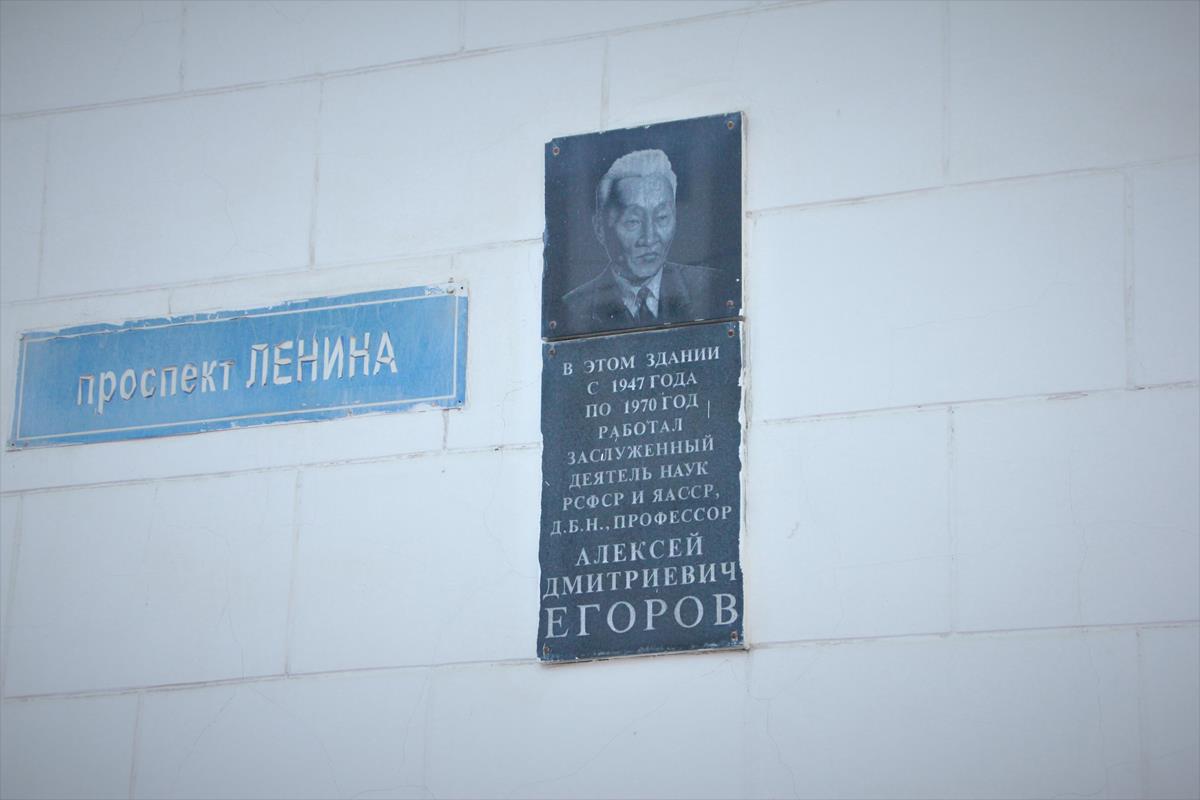 проспект ЛЕНИНА
В ЭТОМ ЗДАНИИ
С 1947 ГОДА
ПО 1970 ГОД
РАБОТАЛ
ЗАСЛУЖЕННЫЙ
ДЕЯТЕЛЬ НАУК
РСФСР И ЯАССР,
Д.Б.Н., ПРОФЕССОР
АЛЕКСЕЙ
ДМИТРИЕВИЧ
ЕГОРОВ